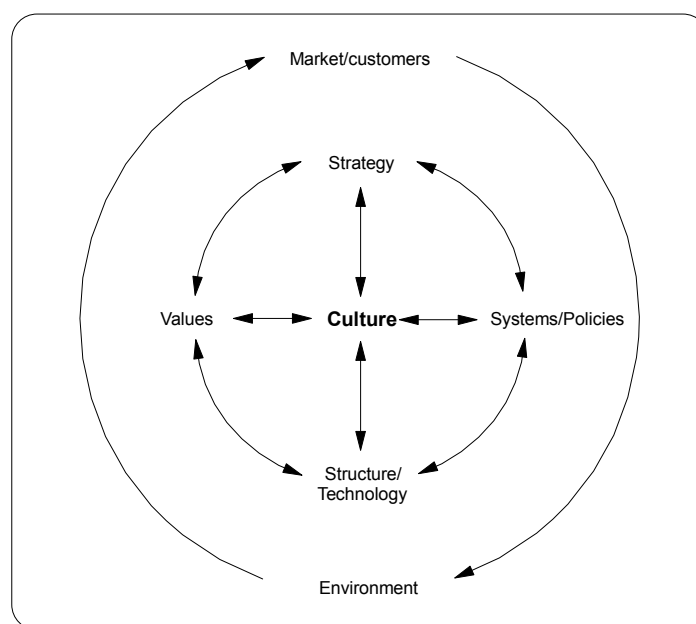 Market/customers
Strategy
Values
Culture
Systems/Policies
Structure/
Technology
Environment